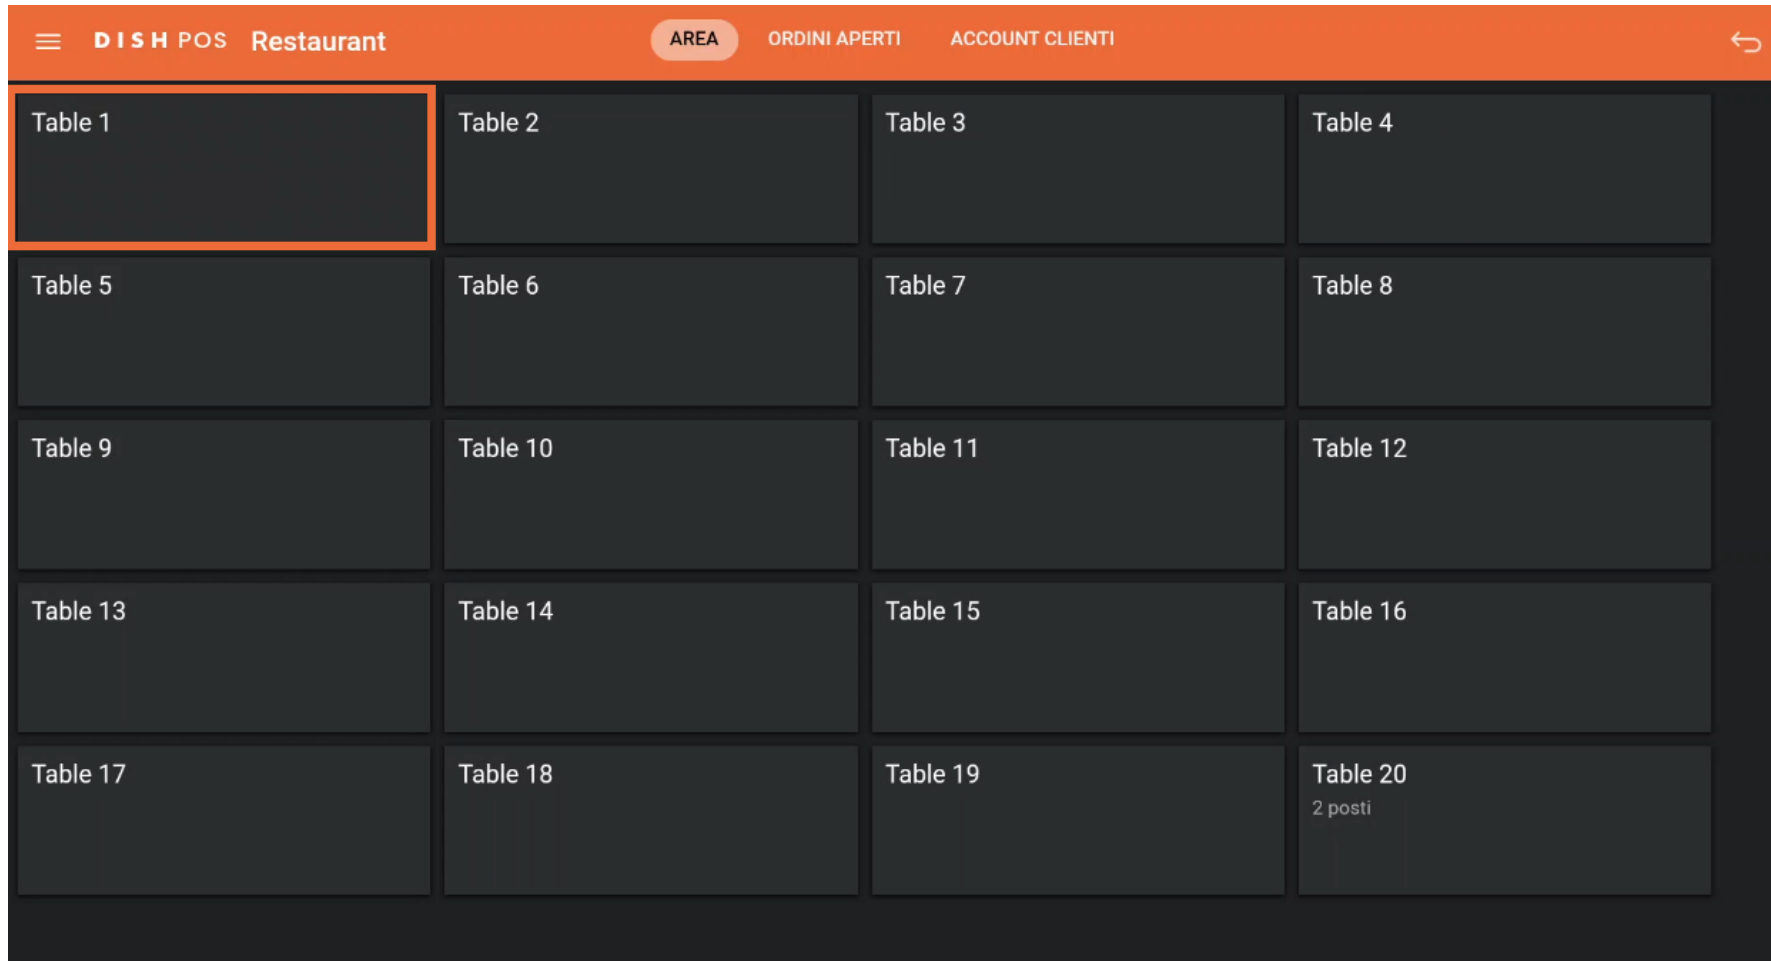 DISH POS Restaurant AREA ORDINI APERTI ACCOUNT CLIENTI
Table 1 Table 2 Table 3 Table 4
Table 5 Table 6 Table 7 Table 8
Table 9 Table 10 Table 11 Table 12
Table 13 Table 14 Table 15 Table 16
Table 17 Table 18 Table 19 Table 20
2 posti